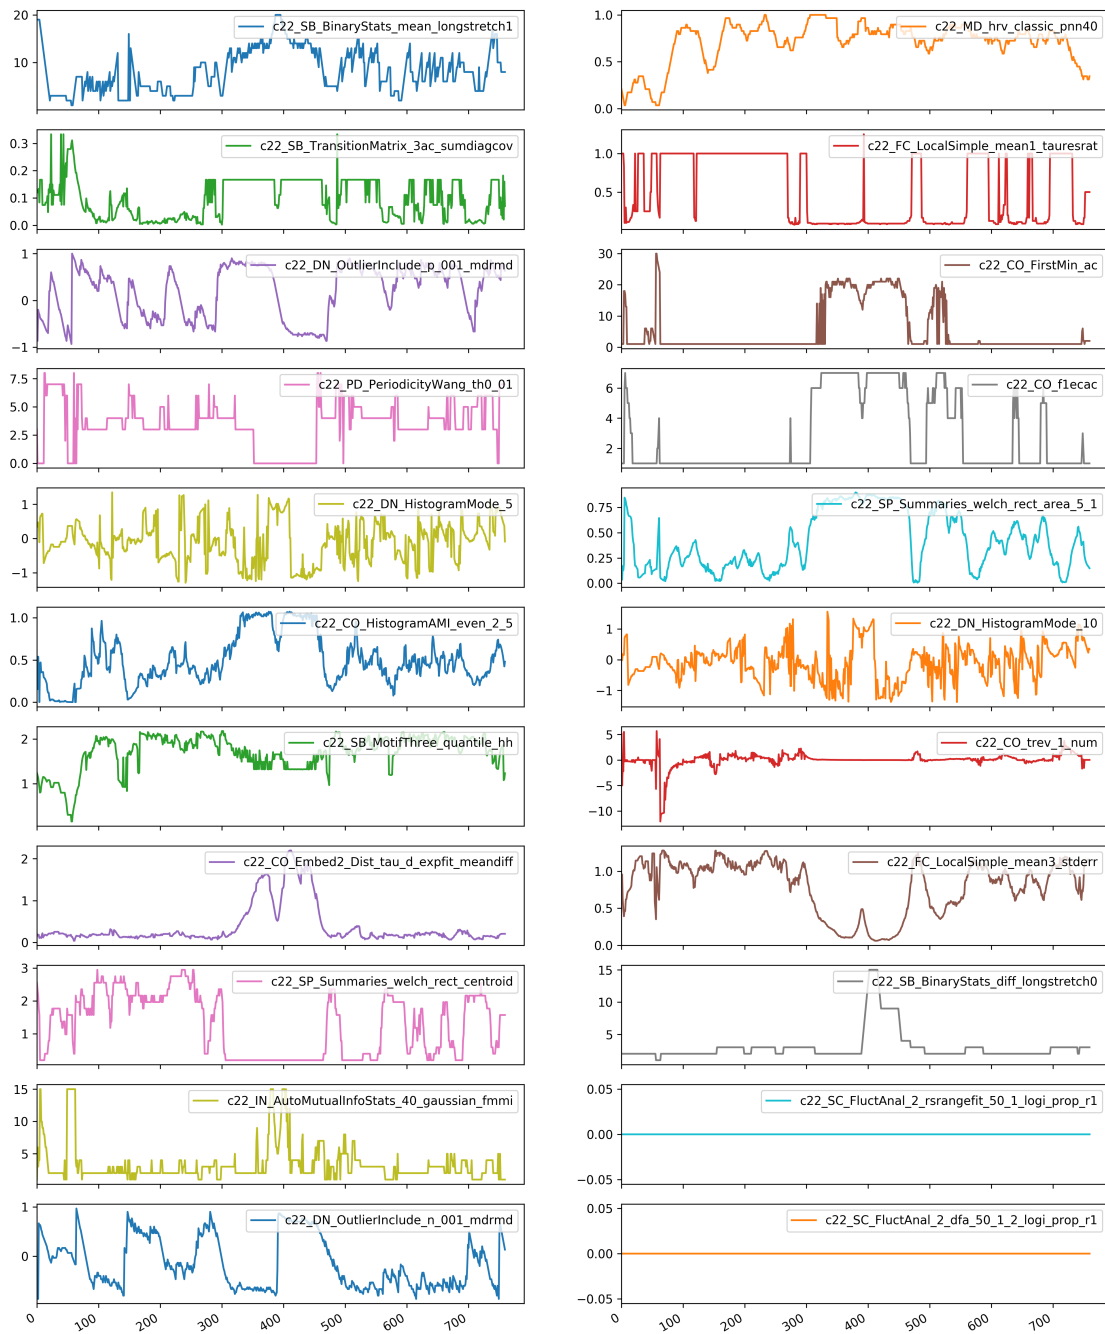 20
10
c22_SB_BinaryStats_mean_longstretch1
1.0
0.5
0.0
c22_MD_hrv_classic_pnn40
0.3
0.2
0.1
0.0
c22_SB_TransitionMatrix_3ac_sumdiagcov
1.0
0.5
c22_FC_LocalSimple_mean1_tauresrat
1
0
−1
c22_DN_OutlierInclude_p_001_mdrmd
30
20
10
0
c22_CO_FirstMin_ac
7.5
5.0
2.5
0.0
c22_PD_PeriodicityWang_th0_01
6
4
2
c22_CO_f1ecac
1
0
−1
c22_DN_HistogramMode_5
0.75
0.50
0.25
0.00
c22_SP_Summaries_welch_rect_area_5_1
1.0
0.5
0.0
c22_CO_HistogramAMI_even_2_5
1
0
−1
c22_DN_HistogramMode_10
2
1
c22_SB_MotifThree_quantile_hh
5
0
−5
−10
c22_CO_trev_1_num
2
1
0
c22_CO_Embed2_Dist_tau_d_expfit_meandiff
1.0
0.5
0.0
c22_FC_LocalSimple_mean3_stderr
3
2
1
c22_SP_Summaries_welch_rect_centroid
15
10
5
c22_SB_BinaryStats_diff_longstretch0
15
10
5
c22_IN_AutoMutualInfoStats_40_gaussian_fmmi
0.05
0.00
−0.05
c22_SC_FluctAnal_2_rsrangefit_50_1_logi_prop_r1
1
0
c22_DN_OutlierInclude_n_001_mdrmd
0.05
0.00
−0.05
c22_SC_FluctAnal_2_dfa_50_1_2_logi_prop_r1
0 100 200 300 400 500 600 700
0 100 200 300 400 500 600 700